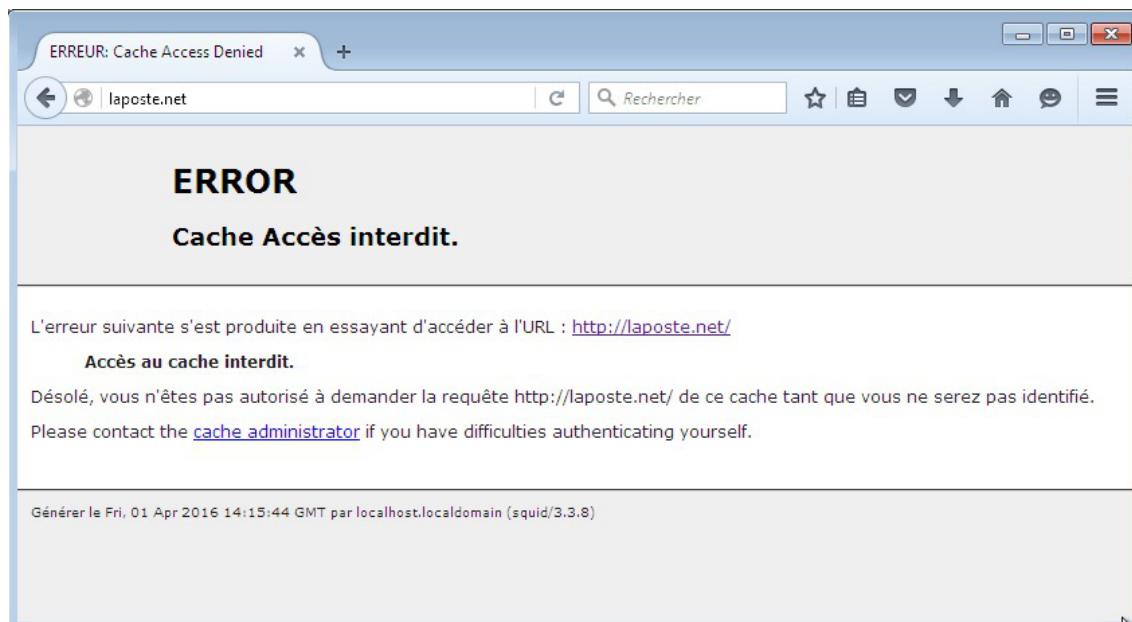 ERREUR: Cache Access Denied
laposte.net
Rechercher
ERROR
Cache Accès interdit.
L'erreur suivante s'est produite en essayant d'accéder à l'URL : http://laposte.net/
Accès au cache interdit.
Désolé, vous n'êtes pas autorisé à demander la requête http://laposte.net/ de ce cache tant que vous ne serez pas identifié.
Please contact the cache administrator if you have difficulties authenticating yourself.
Générer le Fri, 01 Apr 2016 14:15:44 GMT par localhost.localdomain (squid/3.3.8)